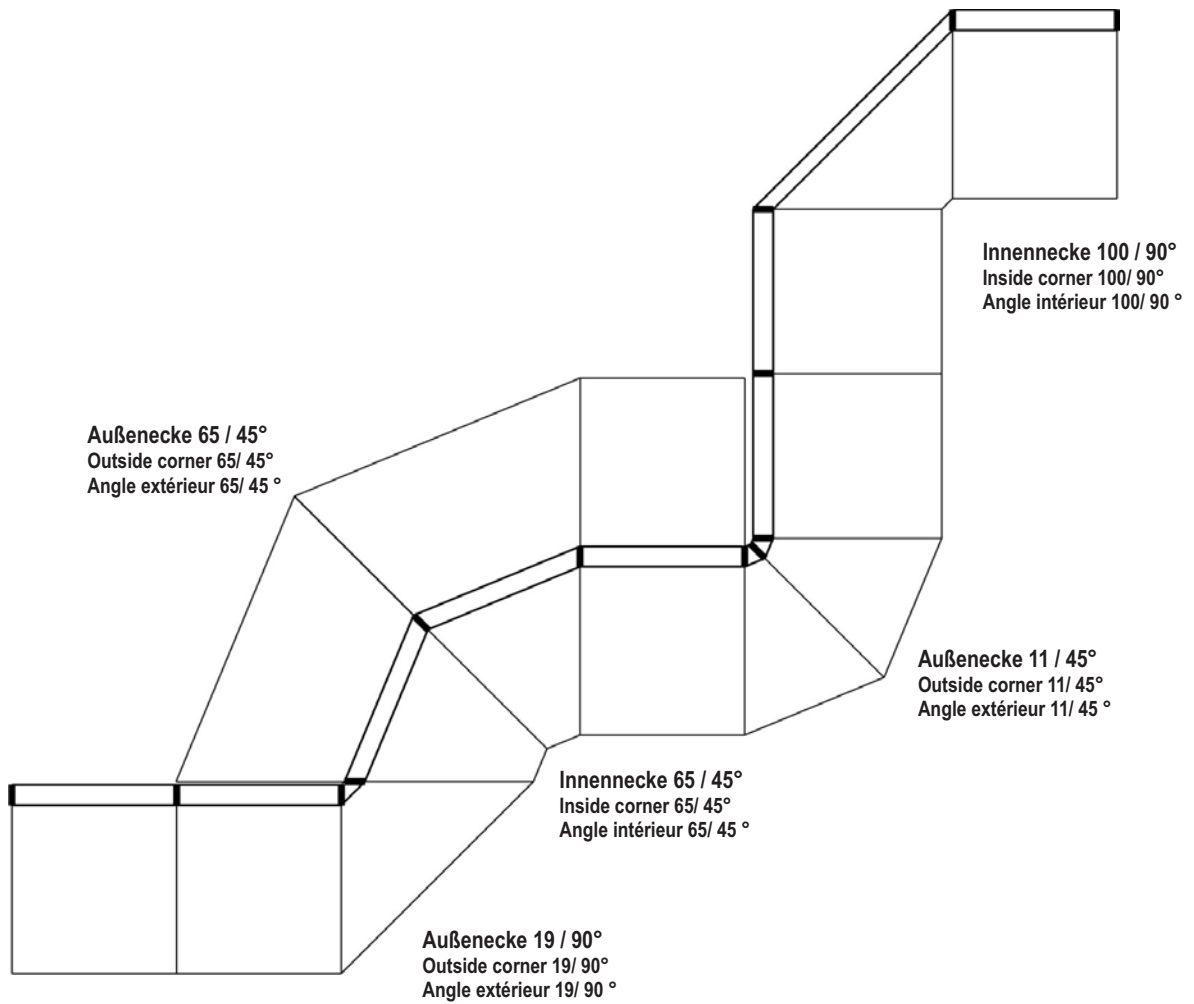 Innennecke 100 / 90°
Inside corner 100/ 90°
Angle intérieur 100/ 90 °
Außenecke 65 / 45°
Outside corner 65/ 45°
Angle extérieur 65/ 45 °
Außenecke 11 / 45°
Outside corner 11/ 45°
Angle extérieur 11/ 45 °
Innennecke 65 / 45°
Inside corner 65/ 45°
Angle intérieur 65/ 45 °
Außenecke 19 / 90°
Outside corner 19/ 90°
Angle extérieur 19/ 90 °